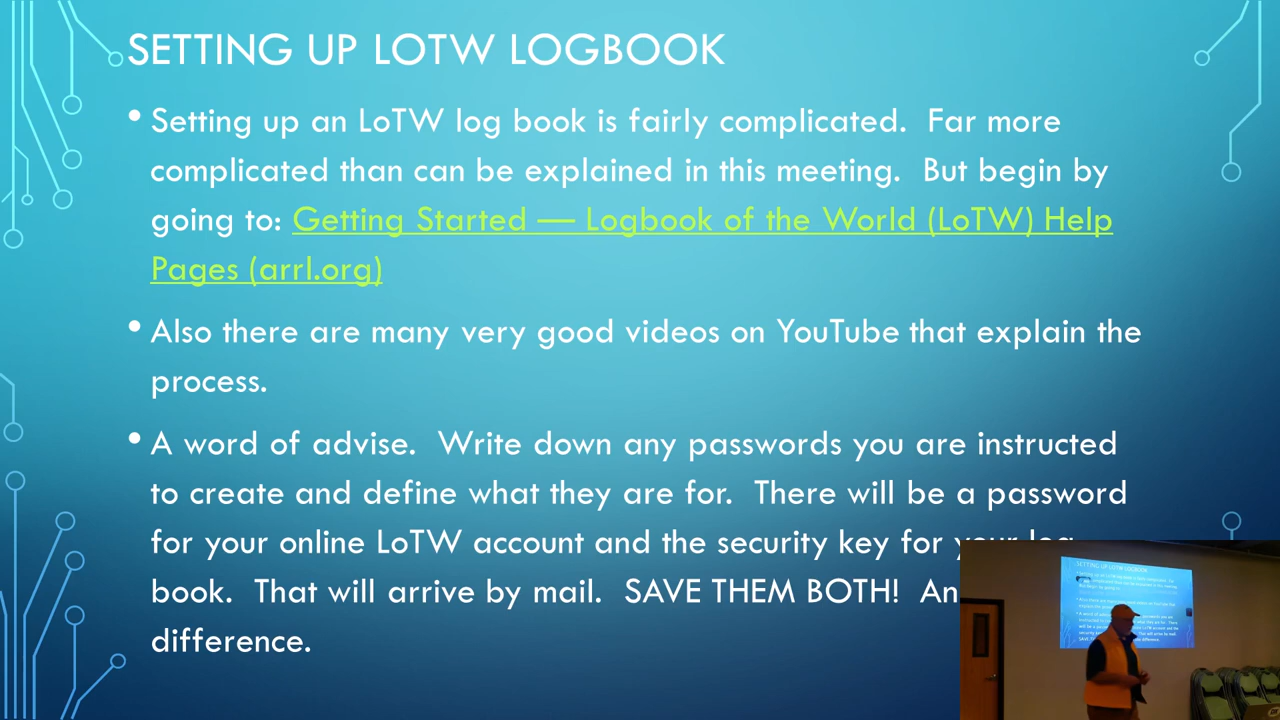 SETTING UP LOTW LOGBOOK
• Setting up an LoTW log book is fairly complicated.  Far more
complicated than can be explained in this meeting.  But begin by
going to: Getting Started — Logbook of the World (LoTW) Help
Pages (arrl.org)
• Also there are many very good videos on YouTube that explain the
process.
• A word of advise.  Write down any passwords you are instructed
to create and define what they are for.  There will be a password
for your online LoTW account and the security key for your log
book.  That will arrive by mail.  SAVE THEM BOTH!  An
difference.